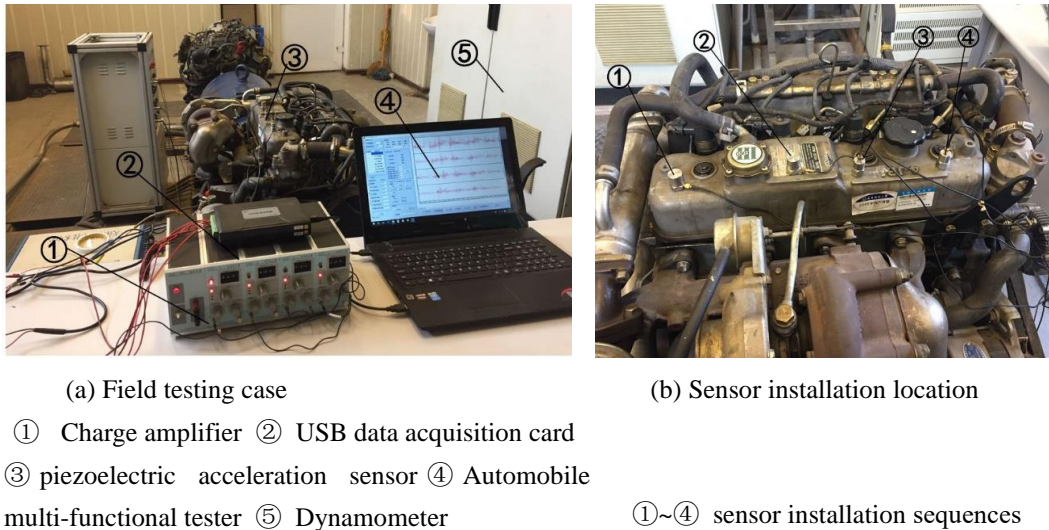 ③
⑤
④
②
①
②
③
④
①
(a) Field testing case
(b) Sensor installation location
① Charge amplifier ② USB data acquisition card
③ piezoelectric acceleration sensor ④ Automobile
multi-functional tester ⑤ Dynamometer
①~④ sensor installation sequences